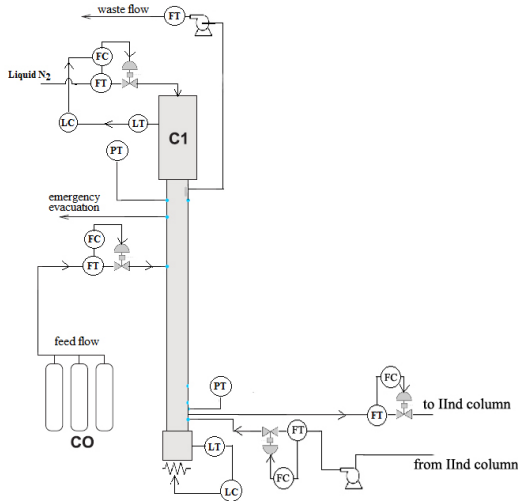 waste flow
FT
FC
Liquid N2
FT
LC
LT
C1
PT
emergency
evacuation
FC
FT
feed flow
CO
PT
FC
FT
to IInd column
FT
LT
FC
from IInd column
LC